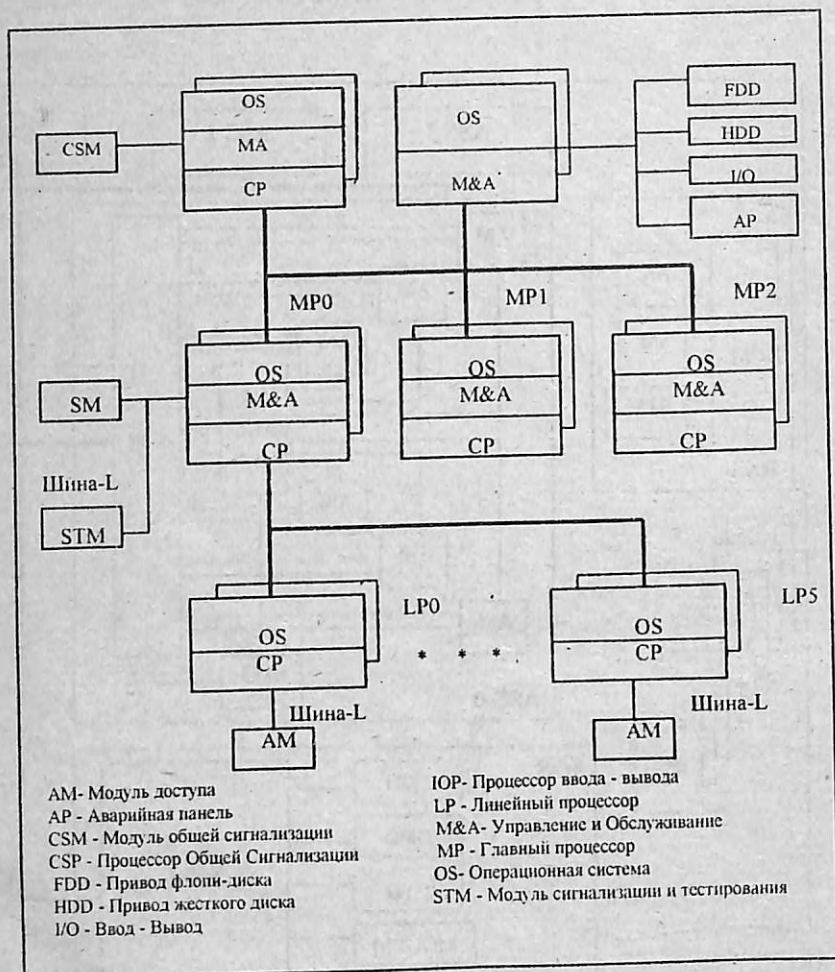 OS
MA
CP
CSM
OS
M&A
FDD
HDD
I/O
AP
MP0
MP1
MP2
OS
M&A
CP
OS
M&A
CP
OS
M&A
CP
SM
Шина-L
STM
LP0
LP5
OS
CP
* * *
OS
CP
Шина-L
Шина-L
AM
AM
AM- Модуль доступа
AP - Аварийная панель
CSM - Модуль общей сигнализации
CSP - Процессор Общей Сигнализации
FDD - Привод флопи-диска
HDD - Привод жесткого диска
I/O - Ввод - Вывод
IOP- Процессор ввода - вывода
LP - Линейный процессор
M&A- Управление и Обслуживание
MP - Главный процессор
OS- Операционная система
STM - Модуль сигнализации и тестирования